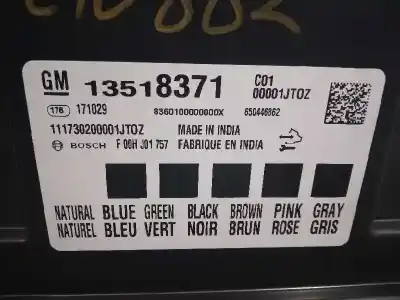 GM 13518371 C01
00001JTOZ
176 171029 8360100000000X 650446862
111730200001JTOZ MADE IN INDIA
BOSCH F 00H J01 757 FABRIQUE EN INDIA
NATURAL BLUE GREEN BLACK BROWN PINK GRAY
NATUREL BLEU VERT NOIR BRUN ROSE GRIS